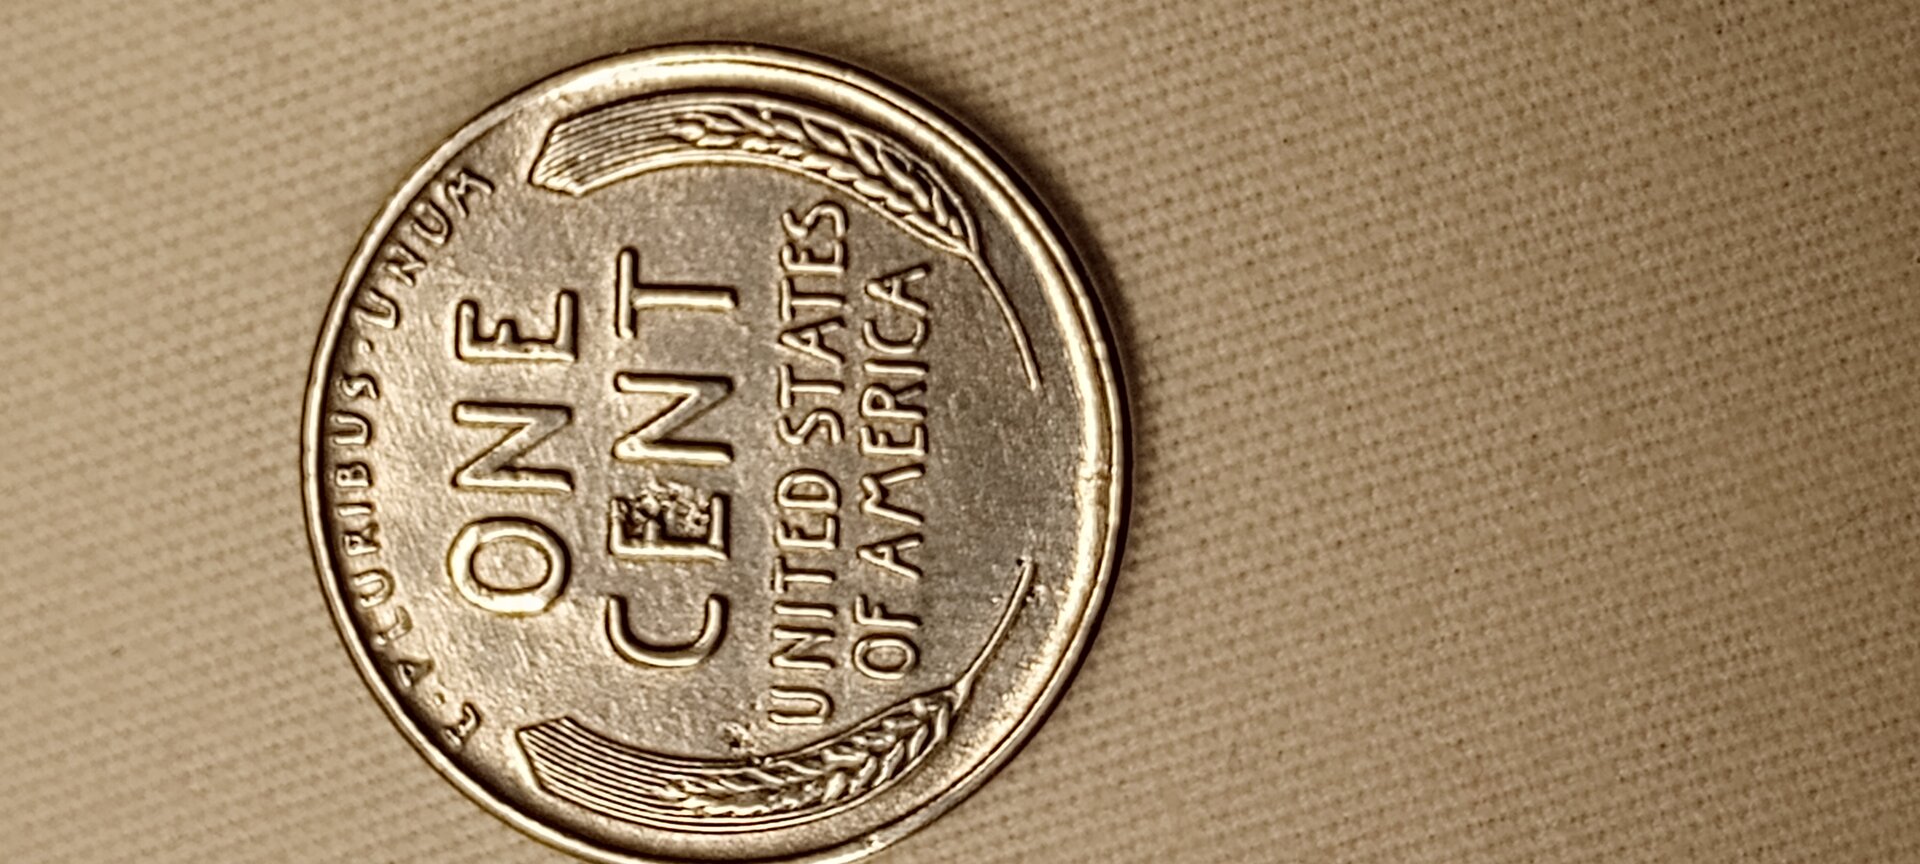 E·PLURIBUS·UNUM
ONE
CENT
UNITED STATES
OF AMERICA